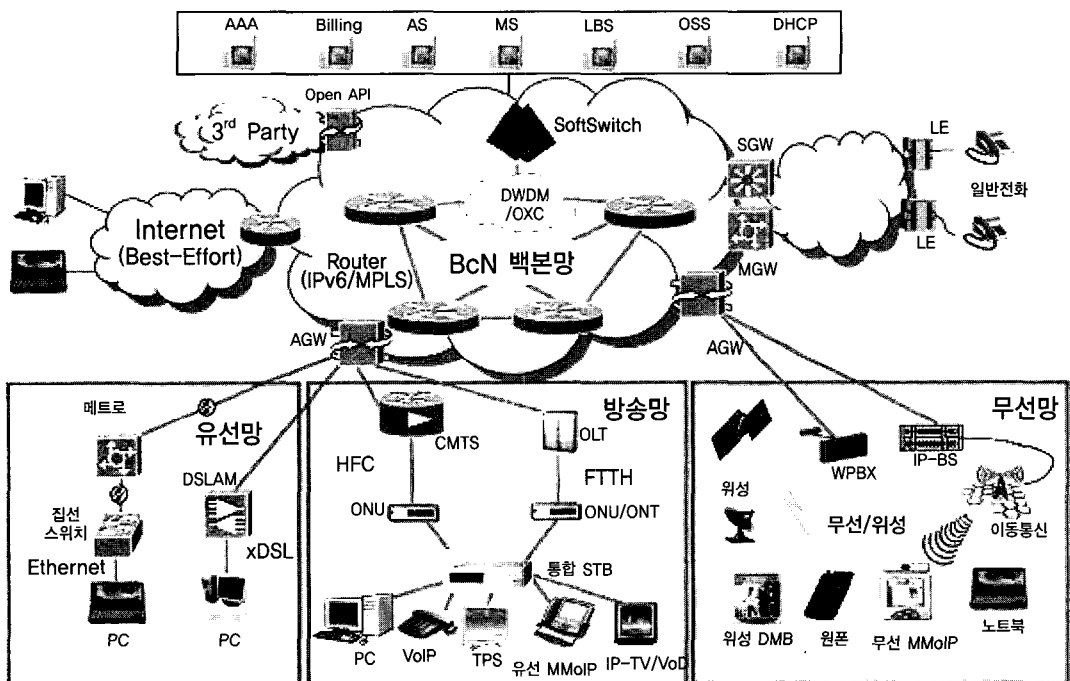 AAA Billing AS MS LBS OSS DHCP
Open API
3rd Party
SoftSwitch
SGW
LE
일반전화
DWDM
/OXC
Internet
(Best-Effort)
Router
(IPv6/MPLS)
BcN 백본망
MGW
LE
AGW
AGW
메트로
유선망
DSLAM
집선
스위치
Ethernet
xDSL
PC
PC
방송망
CMTS
OLT
HFC
FTTH
ONU
ONU/ONT
통합 STB
PC
VoIP
TPS
유선 MMoIP
IP-TV/VoD
무선망
WPBX
IP-BS
위성
무선/위성
이동통신
위성 DMB
원폰
무선 MMoIP
노트북